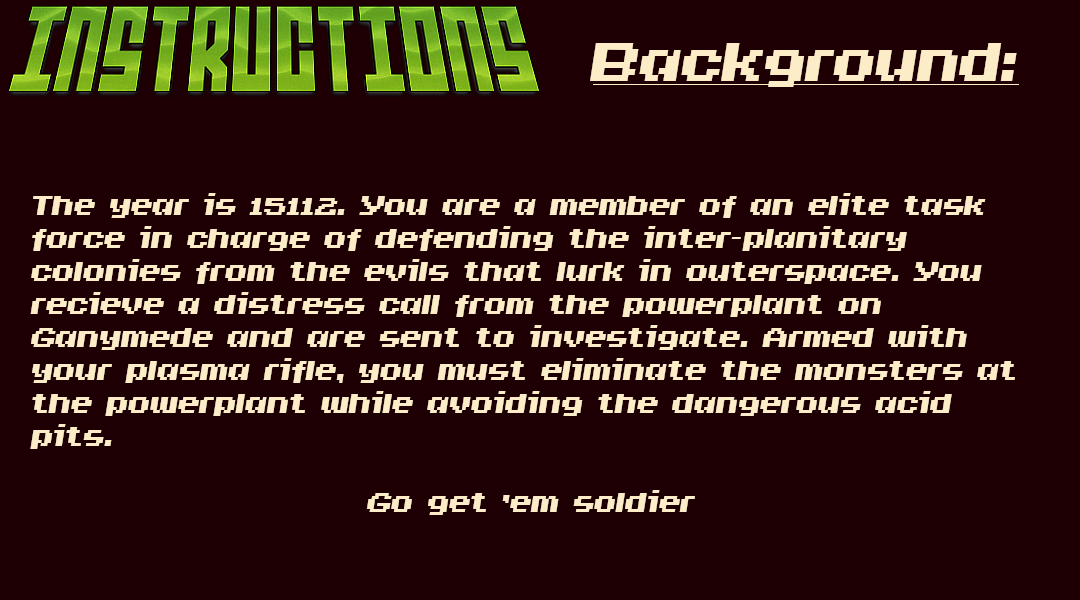 INSTRUCTIONS
Background:
The year is 15112. You are a member of an elite task
force in charge of defending the inter-planitary
colonies from the evils that lurk in outerspace. You
recieve a distress call from the powerplant on
Ganymede and are sent to investigate. Armed with
your plasma rifle, you must eliminate the monsters at
the powerplant while avoiding the dangerous acid
pits.
Go get 'em soldier